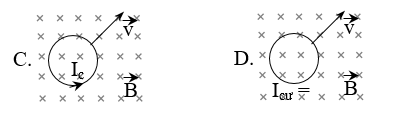 C. v D. v
I_c I_cư =
B B